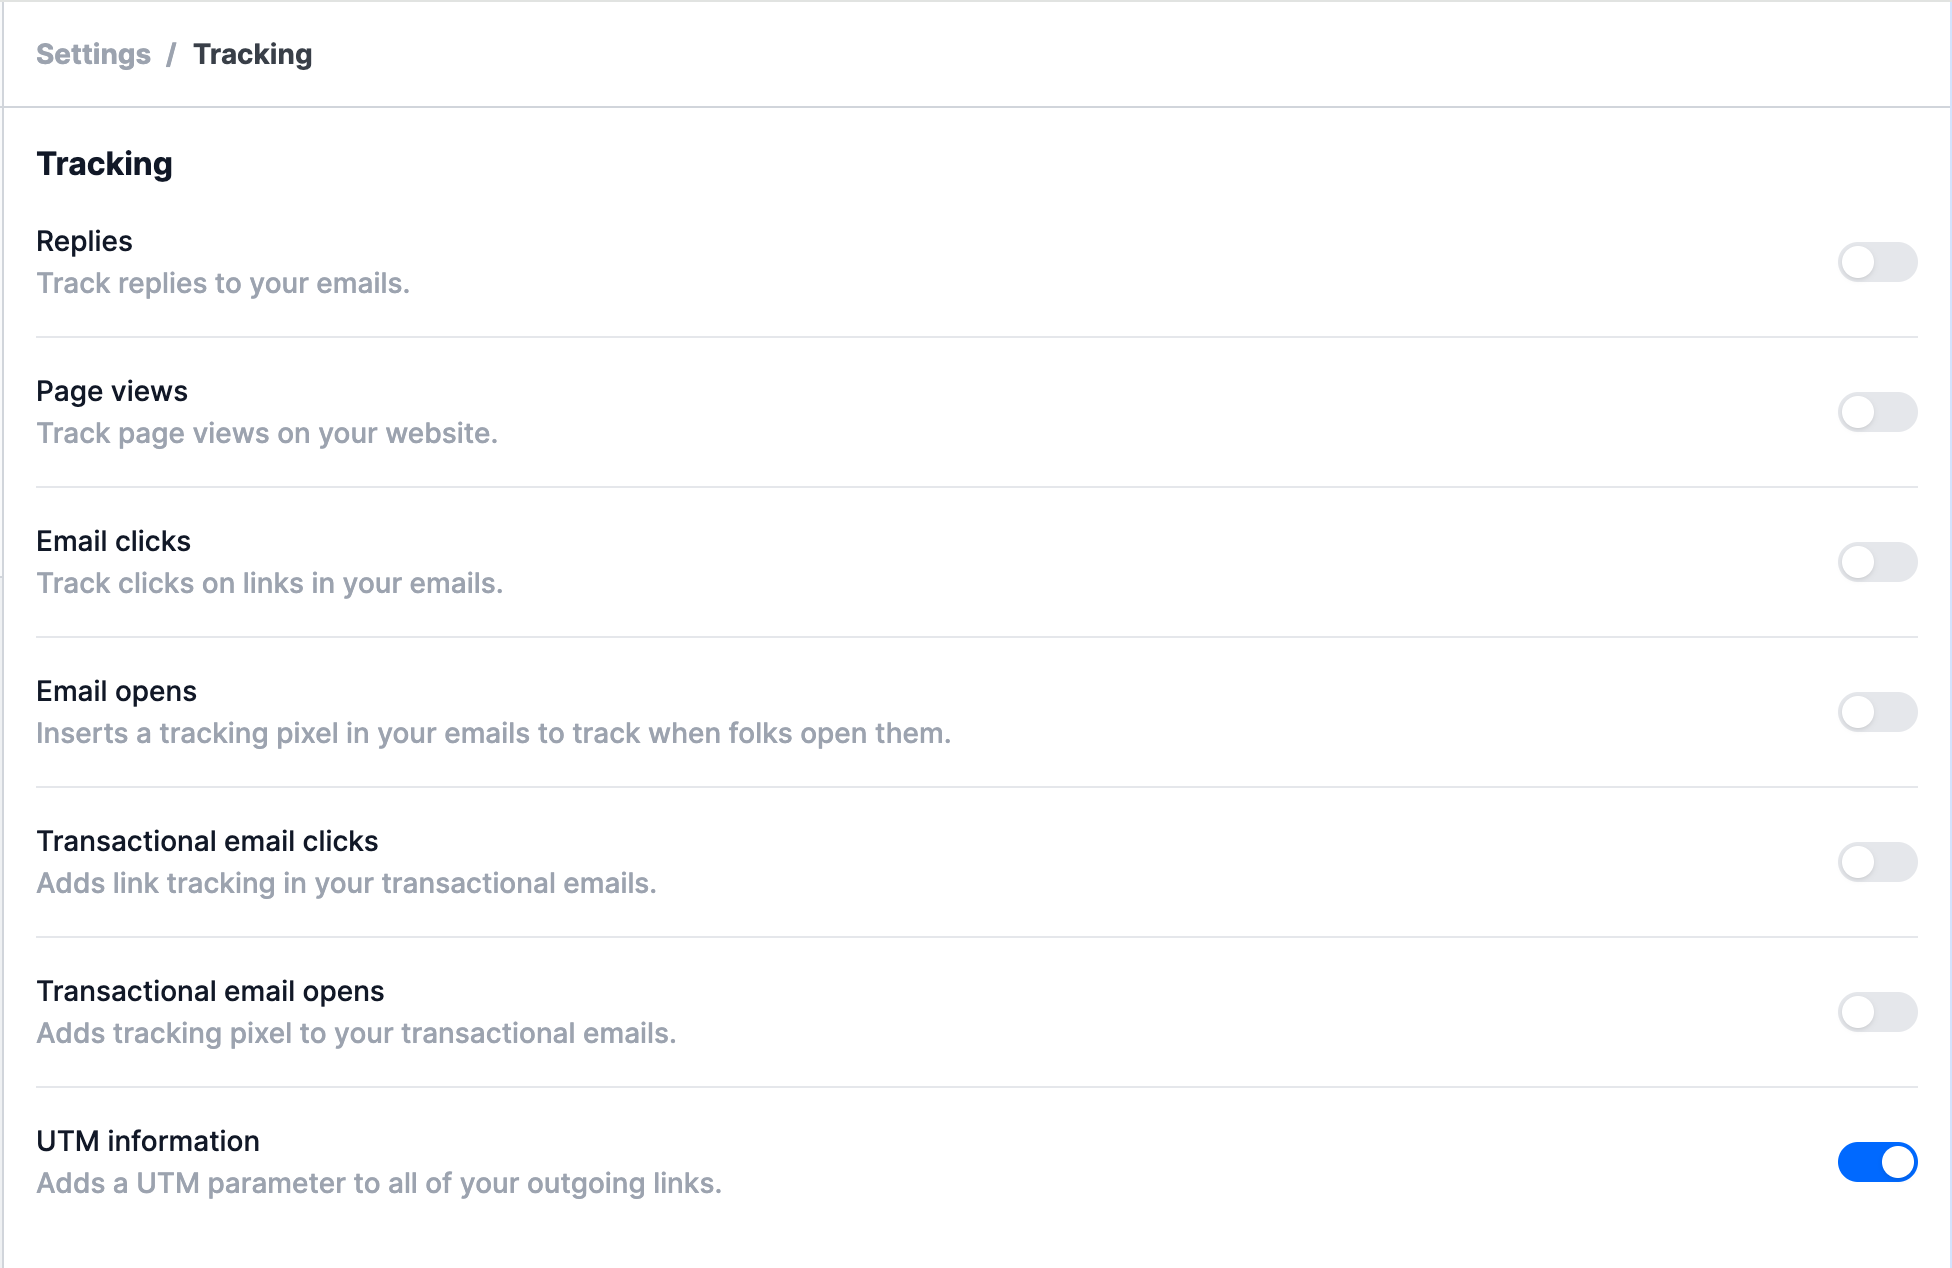 Settings / Tracking
Tracking
Replies
Track replies to your emails.
Page views
Track page views on your website.
Email clicks
Track clicks on links in your emails.
Email opens
Inserts a tracking pixel in your emails to track when folks open them.
Transactional email clicks
Adds link tracking in your transactional emails.
Transactional email opens
Adds tracking pixel to your transactional emails.
UTM information
Adds a UTM parameter to all of your outgoing links.